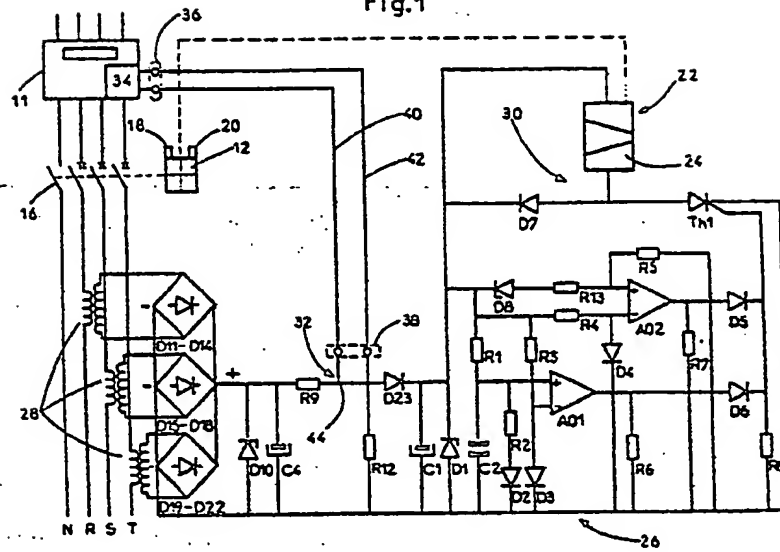 Fig.1
36
11
34
22
18
20
12
40
30
42
24
16
D7
Th1
R5
D8
R13
R4
A02
D5
32
38
R1
R3
D4
R7
D11-D14
+
28
R9
D23
A01
D6
D15-D18
44
R2
D10
C4
R12
C1
D1
C2
R6
R8
D2
D3
D19-D22
N R S T
26